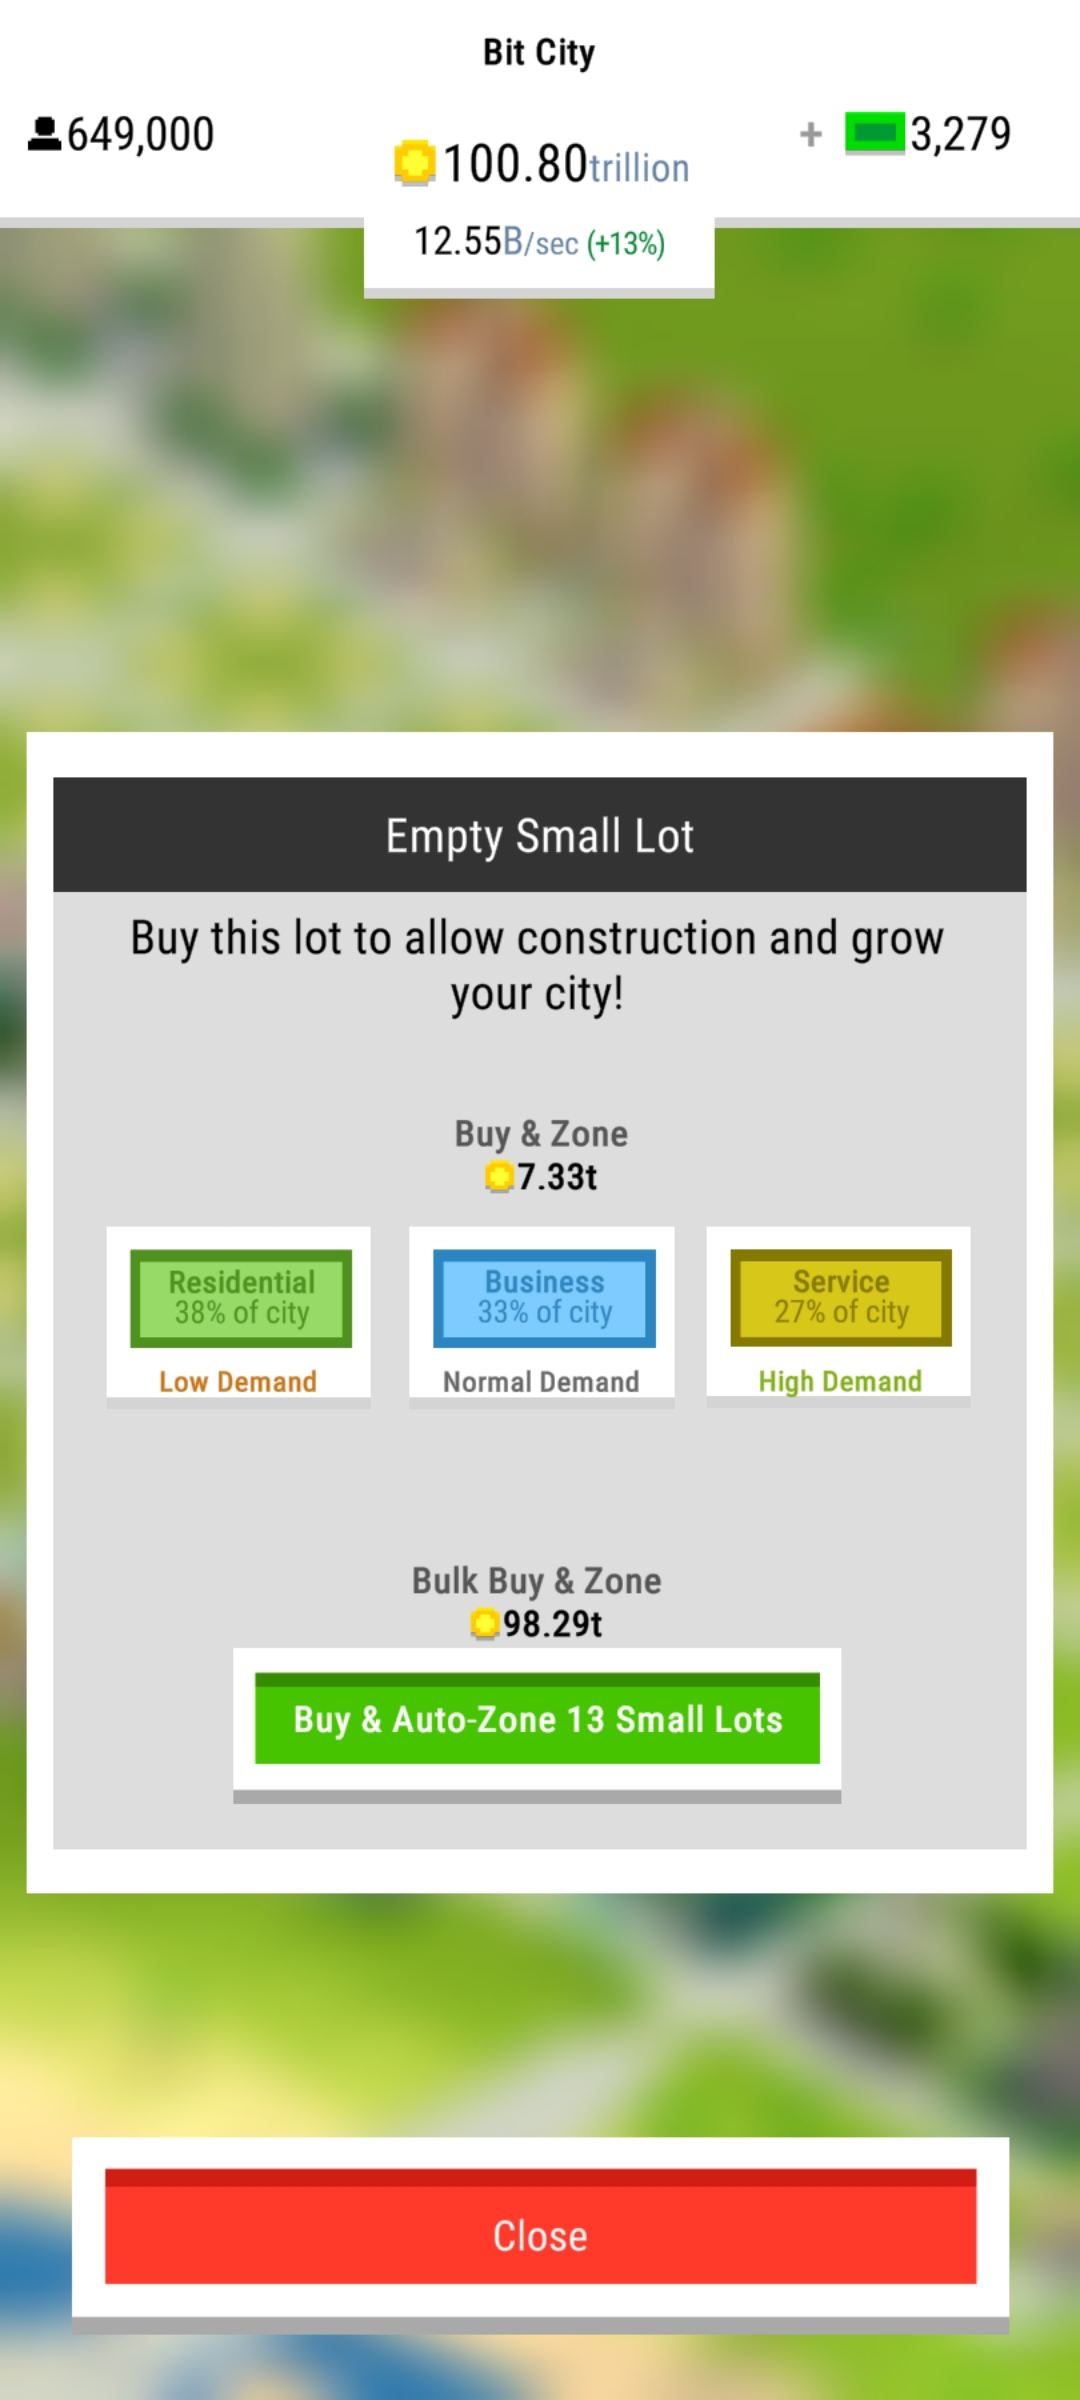 Bit City
649,000
100.80trillion
+ 3,279
12.55B/sec (+13%)
Empty Small Lot
Buy this lot to allow construction and grow
your city!
Buy & Zone
7.33t
Residential
38% of city
Low Demand
Business
33% of city
Normal Demand
Service
27% of city
High Demand
Bulk Buy & Zone
98.29t
Buy & Auto-Zone 13 Small Lots
Close